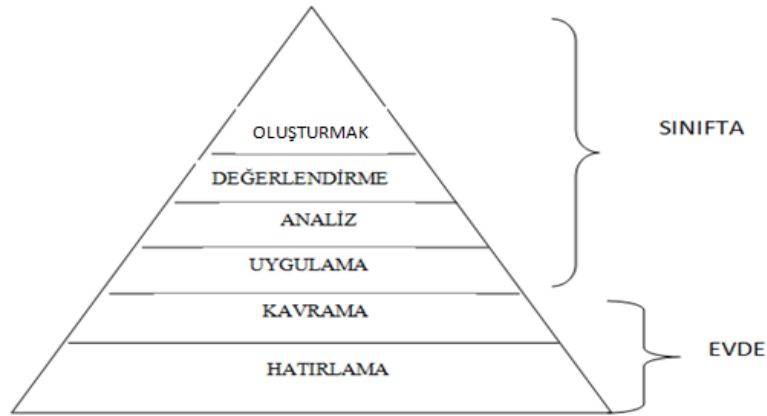 OLUŞTURMAK
SINIFTA
DEĞERLENDİRME
ANALİZ
UYGULAMA
KAVRAMA
EVDE
HATIRLAMA